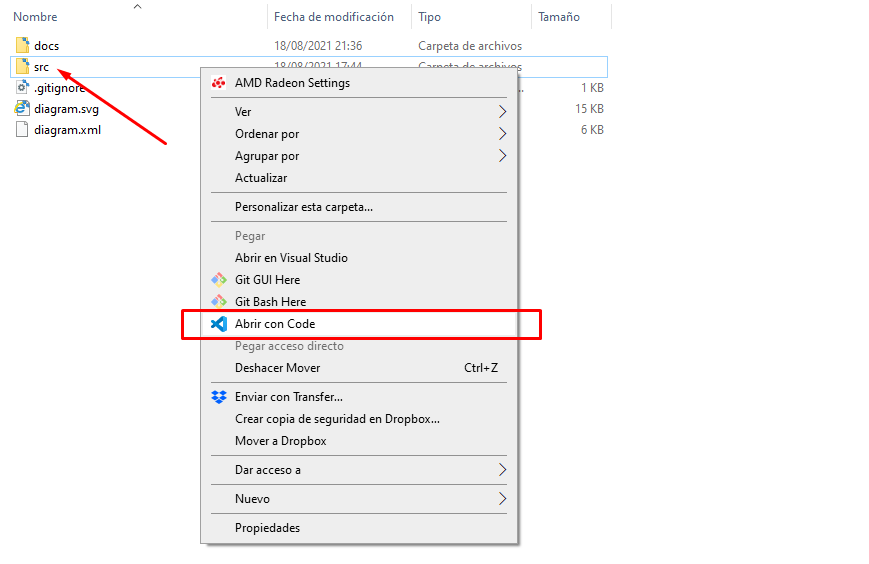 Nombre Fecha de modificación Tipo Tamaño
docs 18/08/2021 21:36 Carpeta de archivos
src 18/08/2021 17:44 Carpeta de archivos
.gitignore .. 1 KB
diagram.svg 15 KB
diagram.xml 6 KB
AMD Radeon Settings
Ver
Ordenar por
Agrupar por
Actualizar
Personalizar esta carpeta...
Pegar
Abrir en Visual Studio
Git GUI Here
Git Bash Here
Abrir con Code
Pegar acceso directo
Deshacer Mover Ctrl+Z
Enviar con Transfer...
Crear copia de seguridad en Dropbox...
Mover a Dropbox
Dar acceso a
Nuevo
Propiedades